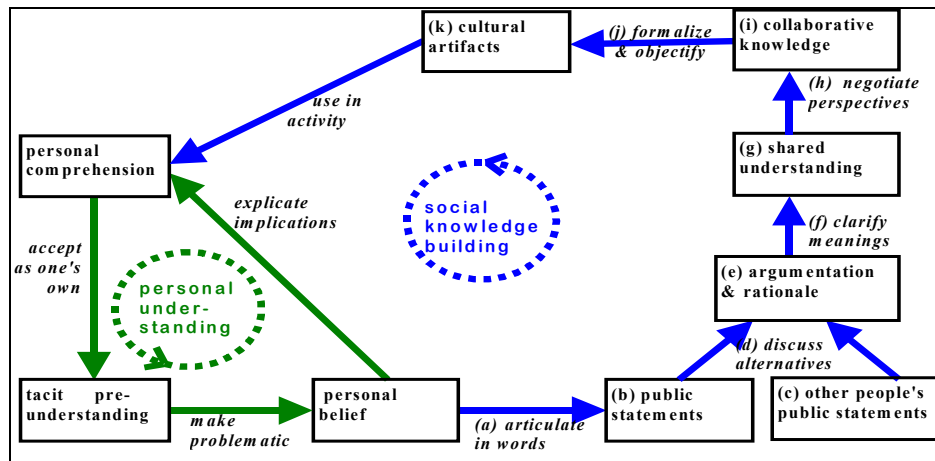 (k) cultural
artifacts
(j) formalize
& objectify
(i) collaborative
knowledge
(h) negotiate
perspectives
use in
activity
personal
comprehension
(g) shared
understanding
explicate
implications
social
knowledge
building
(f) clarify
meanings
accept
as one's
own
personal
under-
standing
(e) argumentation
& rationale
(d) discuss
alternatives
tacit pre-
understanding
make
problematic
personal
belief
(a) articulate
in words
(b) public
statements
(c) other people's
public statements